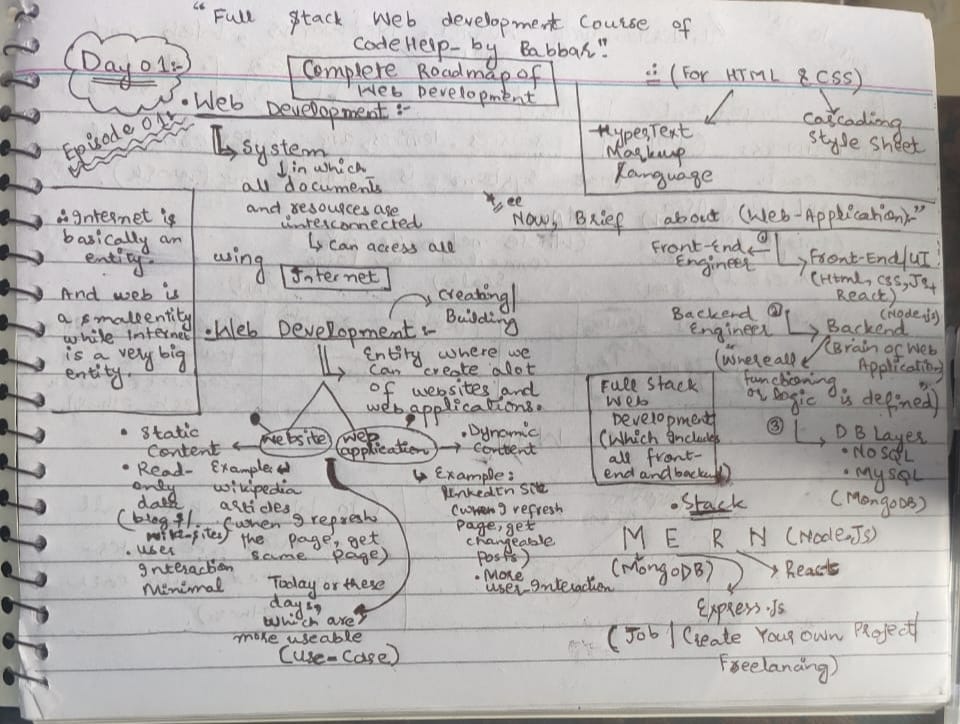 "Full Stack Web development Course of
CodeHelp - by Babbar."
Day 01:-
Episode 01:-
Complete Roadmap of
Web Development
• Web
Development :-
System
in which
all documents
and resources are
interconnected
can access all
using
Internet
∴ Internet is
basically an
entity.
And web is
a small entity
while Internet
is a very big
entity.
• Web Development :-
Creating/
Building
Entity where we
can create alot
of websites and
web applications.
website
web
application
• Static
Content
• Read-
only
data
(blogs/
wiki-sites)
• user
Interaction
Minimal
Example:
wikipedia
articles
(when I refresh
the page, get
same page)
Today or these
days,
which are
more useable
(use-case)
• Dynamic
Content
Example:
LinkedIn site
(when I refresh
page, get
changeable
posts)
• More
user-Interaction
:: (For HTML & CSS)
HyperText
Markup
Language
Cascading
Style Sheet
Now, Brief about (Web-Application):-"
①
Front-End
Engineer
Front-End/UI
(Html, CSS, Js,
React)
Backend ②
Engineer
(Node.js)
Backend
(Brain of Web
Application)
("Where all
functioning
or logic is defined")
③
DB Layer
• NoSQL
• MySQL
(MongoDB)
Full Stack
Web
Development
(Which Includes
all front-
end and backend)
• Stack
M E R N (Node.Js)
(MongoDB)
React
Express.Js
(Job / Create Your Own Project/
Freelancing)